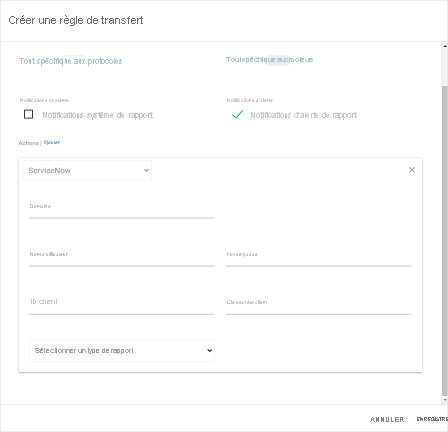 Créer une règle de transfert
Tout spécifique aux protocoles
Tout spécifique aux moteurs
Notifications système
Notifications d'alerte
Notifications système de rapport
Notifications d'alerte de rapport
Actions | Ajouter
ServiceNow
Domaine
Nom d'utilisateur
Mot de passe
ID client
Clé secrète client
Sélectionner un type de rapport
ANNULER
ENREGISTRE